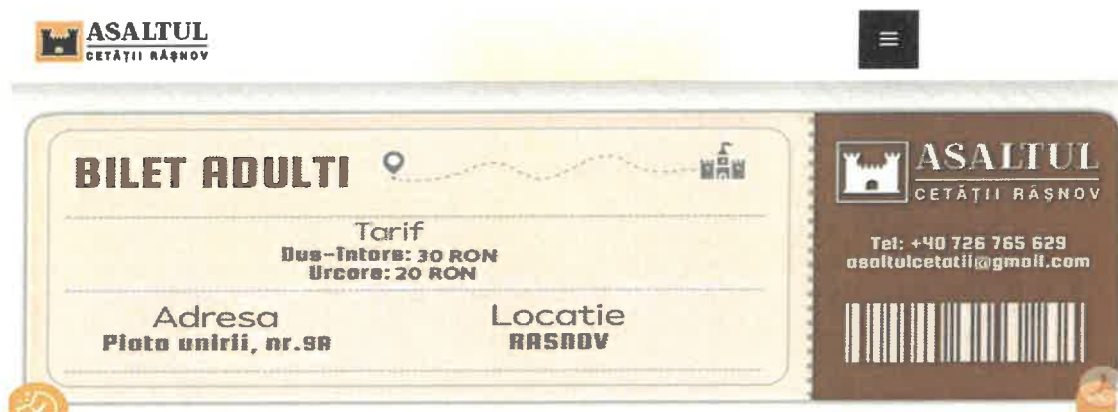 ASALTUL
CETĂȚII RÂȘNOV
BILET ADULTI
Tarif
Dus-Intors: 30 RON
Urcare: 20 RON
Adresa
Piata unirii, nr.9A
Locatie
RASNOV
ASALTUL
CETĂȚII RÂȘNOV
Tel: +40 726 765 629
asaltulcetatii@gmail.com